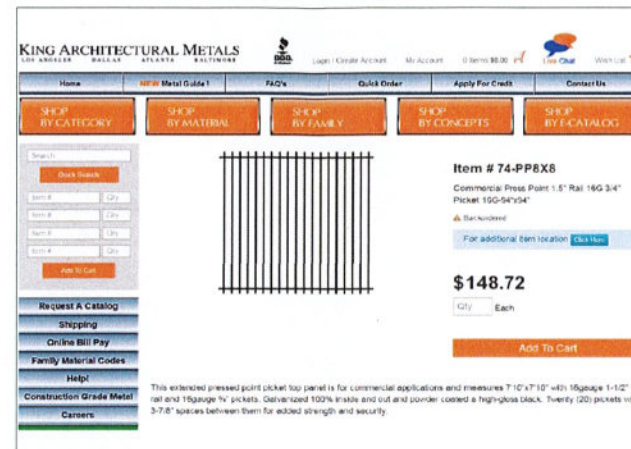 KING ARCHITECTURAL METALS
LOS ANGELES DALLAS ATLANTA BALTIMORE
BBB
Login / Create Account
My Account
0 Items $0.00
Live Chat
Wish List
Home
NEW Metal Guide !
FAQ's
Quick Order
Apply For Credit
Contact Us
SHOP
BY CATEGORY
SHOP
BY MATERIAL
SHOP
BY FAMILY
SHOP
BY CONCEPTS
SHOP
BY E-CATALOG
Search
Quick Search
Item # Qty
Item # Qty
Item # Qty
Item # Qty
Add To Cart
Request A Catalog
Shipping
Online Bill Pay
Family Material Codes
Help!
Construction Grade Metal
Careers
Item # 74-PP8X8
Commercial Press Point 1.5" Rail 16G 3/4"
Picket 16G-94"x94"
Backordered
For additional item location Click Here
$148.72
Qty Each
Add To Cart
This extended pressed point picket top panel is for commercial applications and measures 7'10"x7'10" with 16gauge 1-1/2"
rail and 16gauge ¾" pickets. Galvanized 100% inside and out and powder coated a high-gloss black. Twenty (20) pickets
3-7/8" spaces between them for added strength and security.